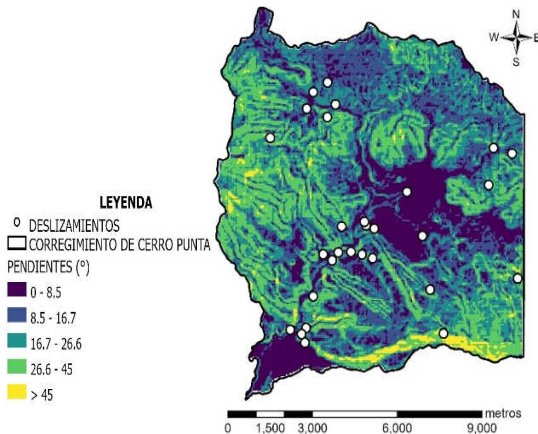 N
W E
S
LEYENDA
DESLIZAMIENTOS
CORREGIMIENTO DE CERRO PUNTA
PENDIENTES (°)
0 - 8.5
8.5 - 16.7
16.7 - 26.6
26.6 - 45
> 45
metros
0 1,500 3,000 6,000 9,000